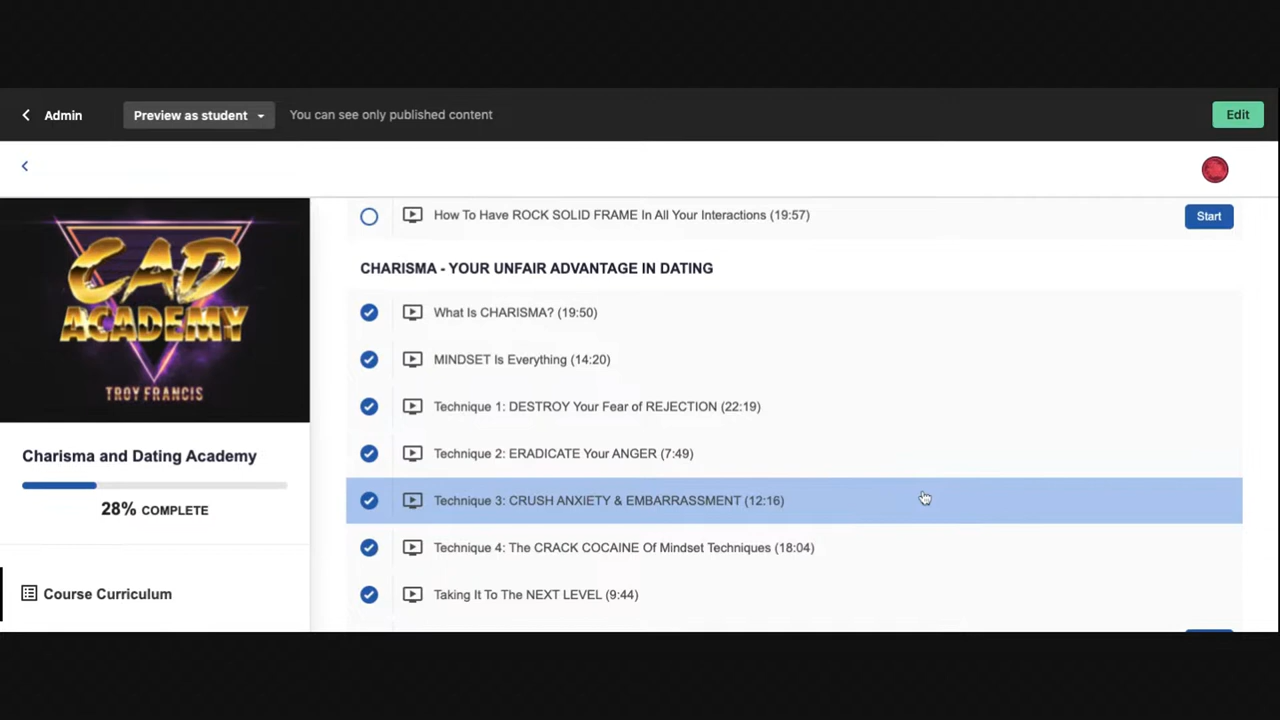 Admin
Preview as student
You can see only published content
Edit
How To Have ROCK SOLID FRAME In All Your Interactions (19:57)
Start
CAD
ACADEMY
TROY FRANCIS
Charisma and Dating Academy
28% COMPLETE
Course Curriculum
CHARISMA - YOUR UNFAIR ADVANTAGE IN DATING
What Is CHARISMA? (19:50)
MINDSET Is Everything (14:20)
Technique 1: DESTROY Your Fear of REJECTION (22:19)
Technique 2: ERADICATE Your ANGER (7:49)
Technique 3: CRUSH ANXIETY & EMBARRASSMENT (12:16)
Technique 4: The CRACK COCAINE Of Mindset Techniques (18:04)
Taking It To The NEXT LEVEL (9:44)